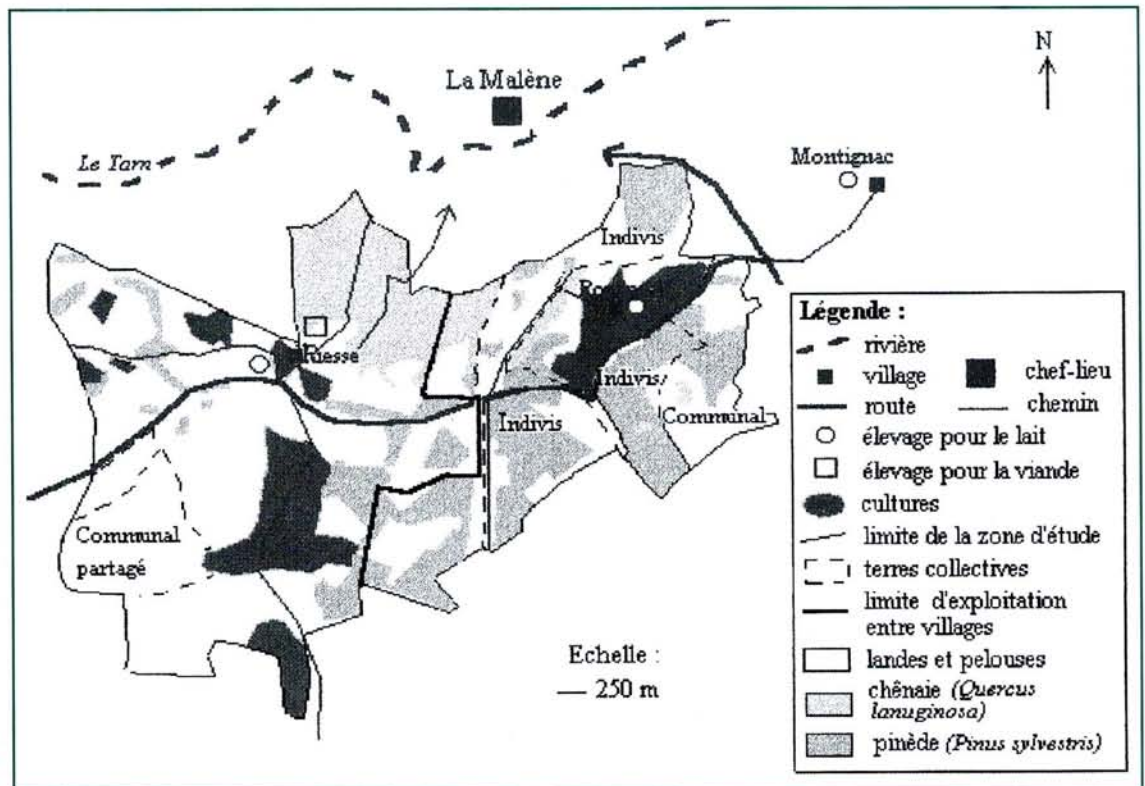 N
La Malène
Le Tarn
Montignac
Indivis
Riesse
Indivis/
Indivis
Communal
Communal
partagé
Echelle :
250 m
Légende :
rivière
village
chef-lieu
route
chemin
élevage pour le lait
élevage pour la viande
cultures
limite de la zone d'étude
terres collectives
limite d'exploitation
entre villages
landes et pelouses
chênaie (Quercus
lanuginosa)
pinède (Pinus sylvestris)